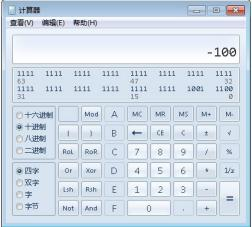 计算器
查看(V) 编辑(E) 帮助(H)
-100
1111 1111 1111 1111 1111 1111 1111 1111
63 47 32
1111 1111 1111 1111 1111 1111 1001 1100
31 15 0
十六进制 Mod A MC MR MS M+ M-
十进制 ( ) B ← CE C ± √
八进制
二进制 RoL RoR C 7 8 9 / %
四字 Or Xor D 4 5 6 * 1/x
双字
字 Lsh Rsh E 1 2 3 - =
字节 Not And F 0 . +